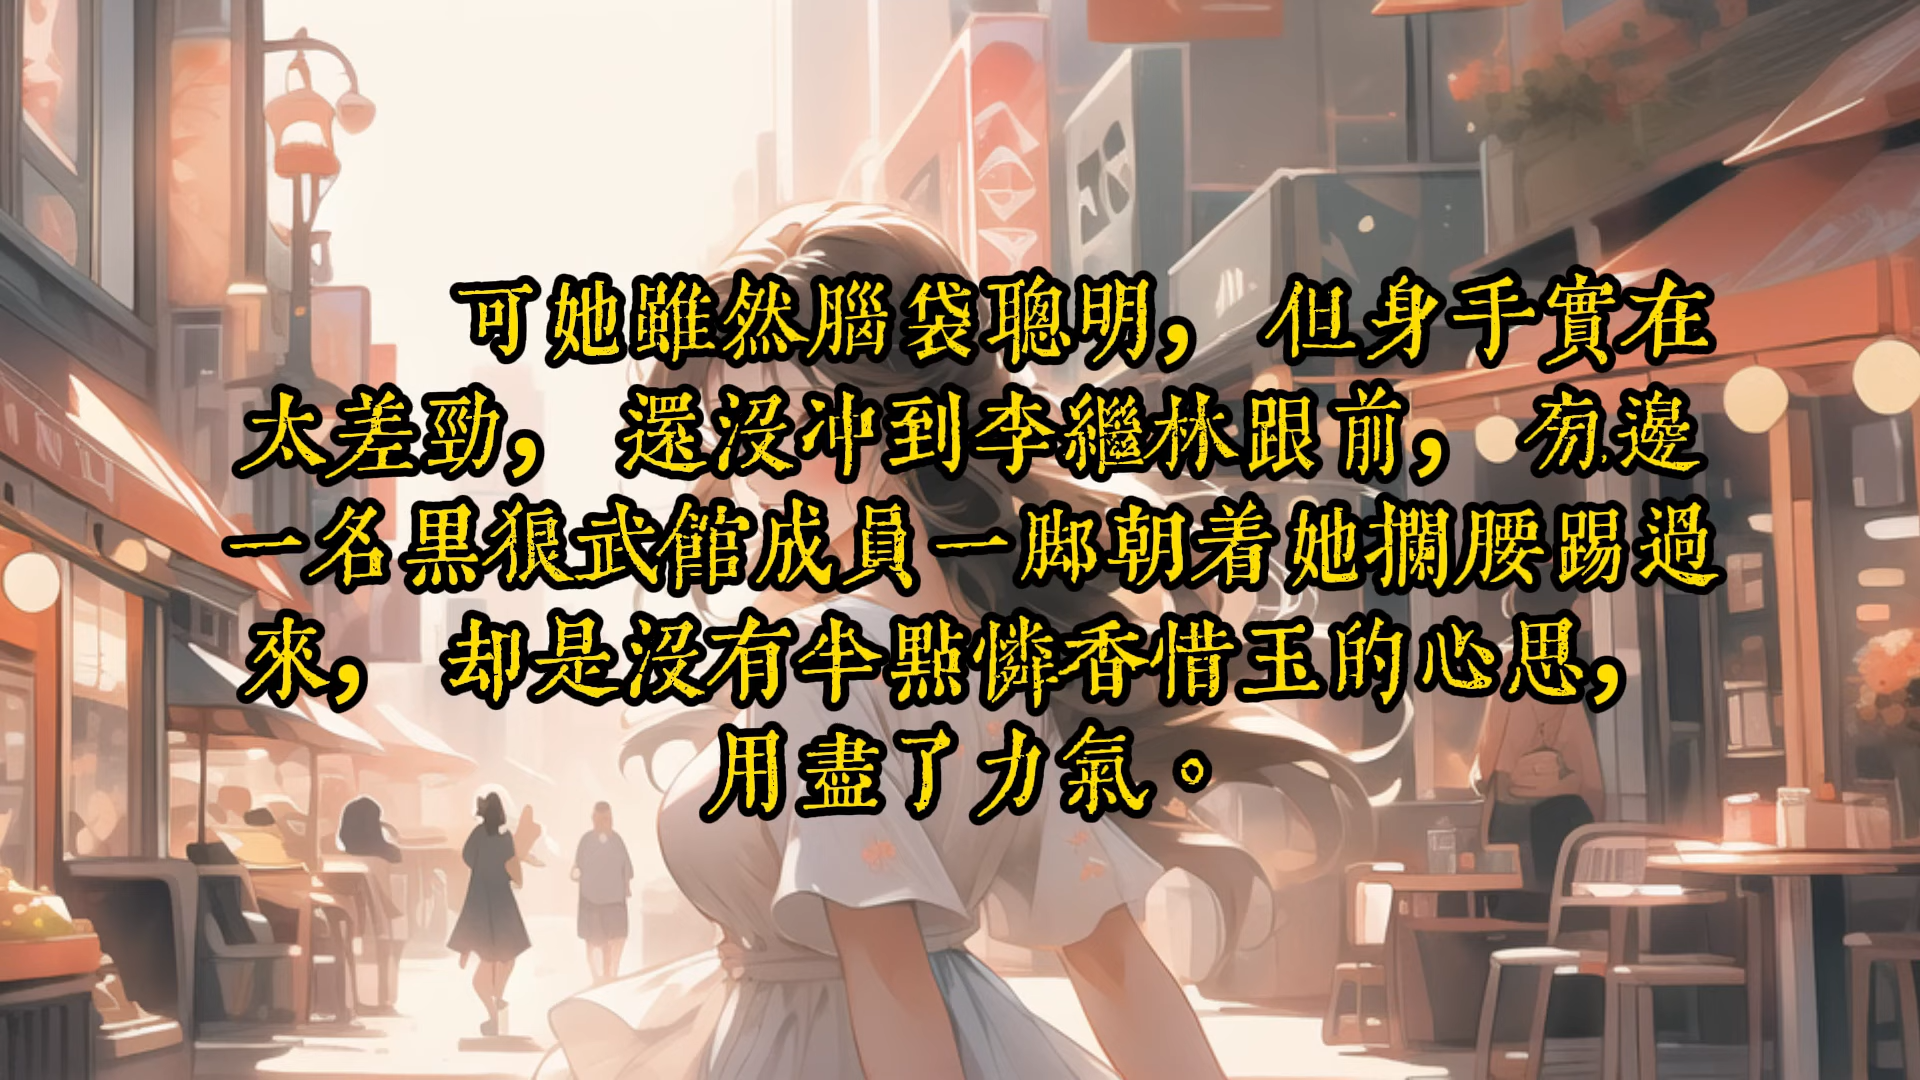 可她雖然腦袋聰明，但身手實在
太差勁，還沒冲到李繼林跟前，旁邊
一名黑狼武館成員一脚朝着她攔腰踢過
來，却是沒有半點憐香惜玉的心思，
用盡了力氣。